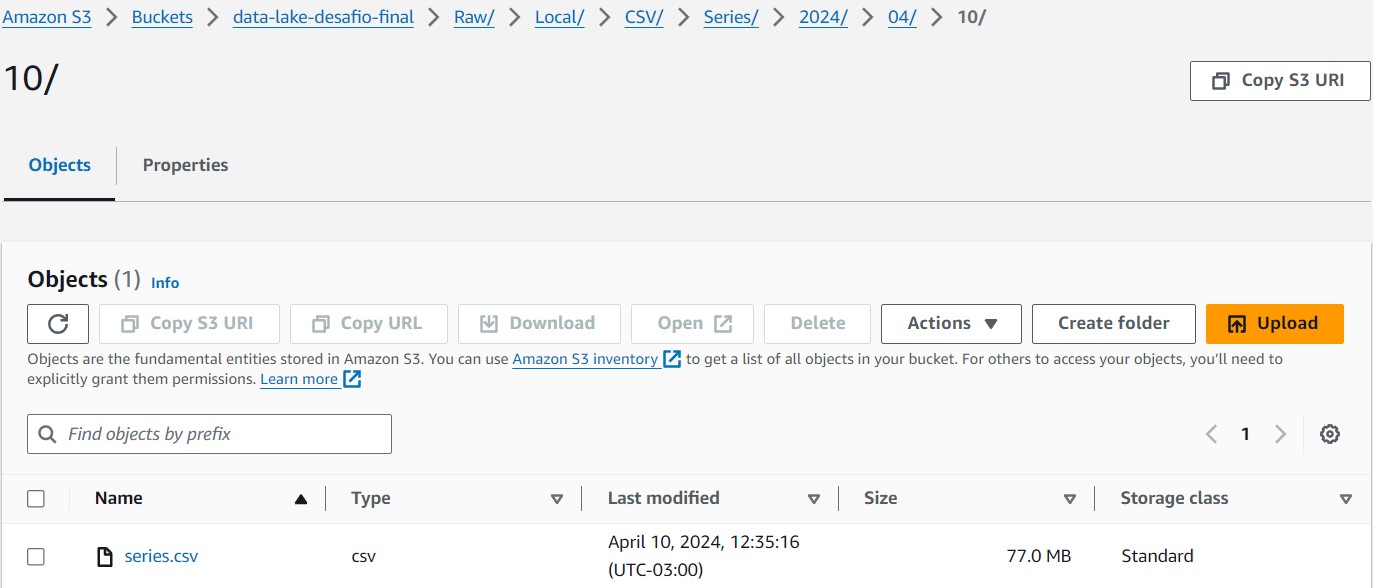 Amazon S3 > Buckets > data-lake-desafio-final > Raw/ > Local/ > CSV/ > Series/ > 2024/ > 04/ > 10/
10/
Copy S3 URI
Objects Properties
Objects (1) Info
Copy S3 URI Copy URL Download Open Delete Actions Create folder Upload
Objects are the fundamental entities stored in Amazon S3. You can use Amazon S3 inventory to get a list of all objects in your bucket. For others to access your objects, you'll need to
explicitly grant them permissions. Learn more
Find objects by prefix
1
Name Type Last modified Size Storage class
series.csv csv April 10, 2024, 12:35:16 77.0 MB Standard
(UTC-03:00)